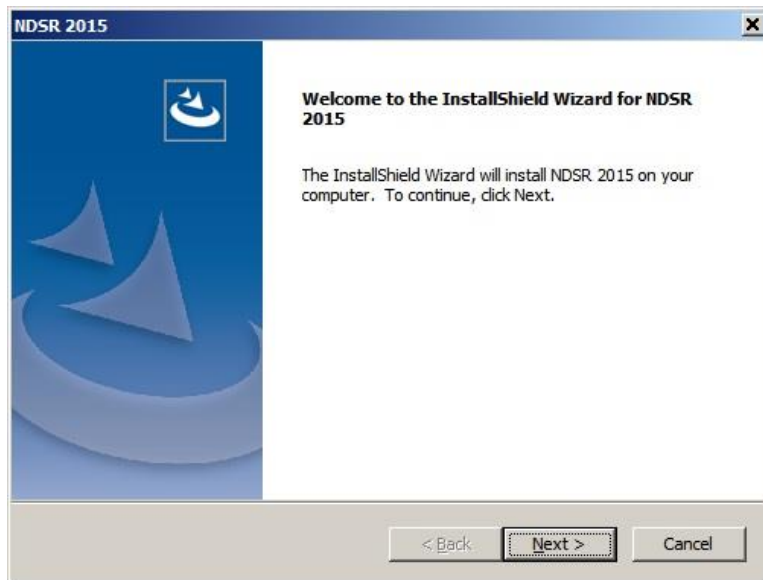 NDSR 2015
Welcome to the InstallShield Wizard for NDSR
2015
The InstallShield Wizard will install NDSR 2015 on your
computer.  To continue, click Next.
< Back
Next >
Cancel